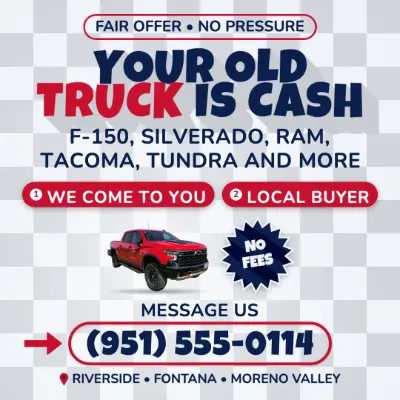 FAIR OFFER • NO PRESSURE
YOUR OLD
TRUCK IS CASH
F-150, SILVERADO, RAM,
TACOMA, TUNDRA AND MORE
1 WE COME TO YOU
2 LOCAL BUYER
NO
FEES
MESSAGE US
(951) 555-0114
RIVERSIDE • FONTANA • MORENO VALLEY